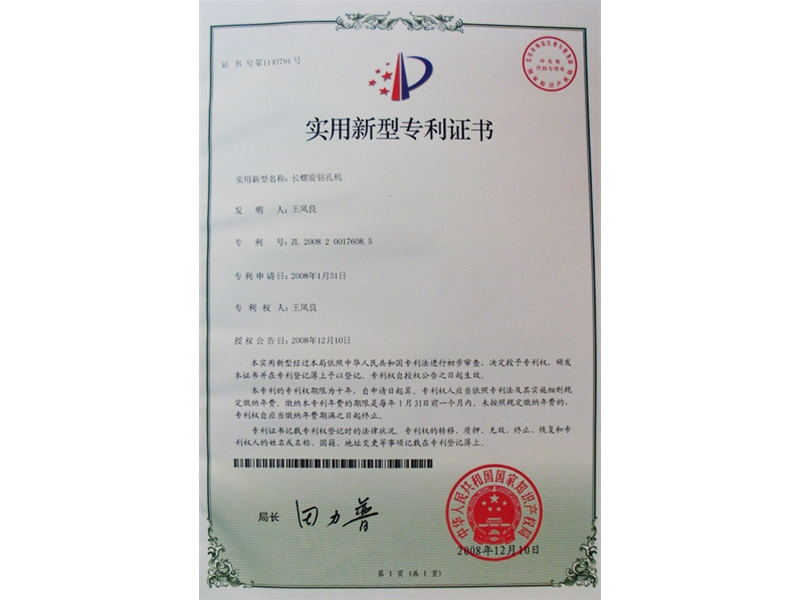 证书号第1143791号
实用新型专利证书
实用新型名称：长螺旋钻孔机
发明人：王凤良
专利号：ZL 2008 2 0017608.5
专利申请日：2008年1月31日
专利权人：王凤良
授权公告日：2008年12月10日
本实用新型经过本局依照中华人民共和国专利法进行初步审查，决定授予专利权，颁发
本证书并在专利登记簿上予以登记。专利权自授权公告之日起生效。
本专利的专利权期限为十年，自申请日起算。专利权人应当依照专利法及其实施细则规
定缴纳年费。缴纳本专利年费的期限是每年1月31日前一个月内。未按照规定缴纳年费的，
专利权自应当缴纳年费期满之日起终止。
专利证书记载专利权登记时的法律状况。专利权的转移、质押、无效、终止、恢复和专
利权人的姓名或名称、国籍、地址变更等事项记载在专利登记簿上。
局长 田力普
中华人民共和国国家知识产权局
2008年12月10日
第1页（共1页）